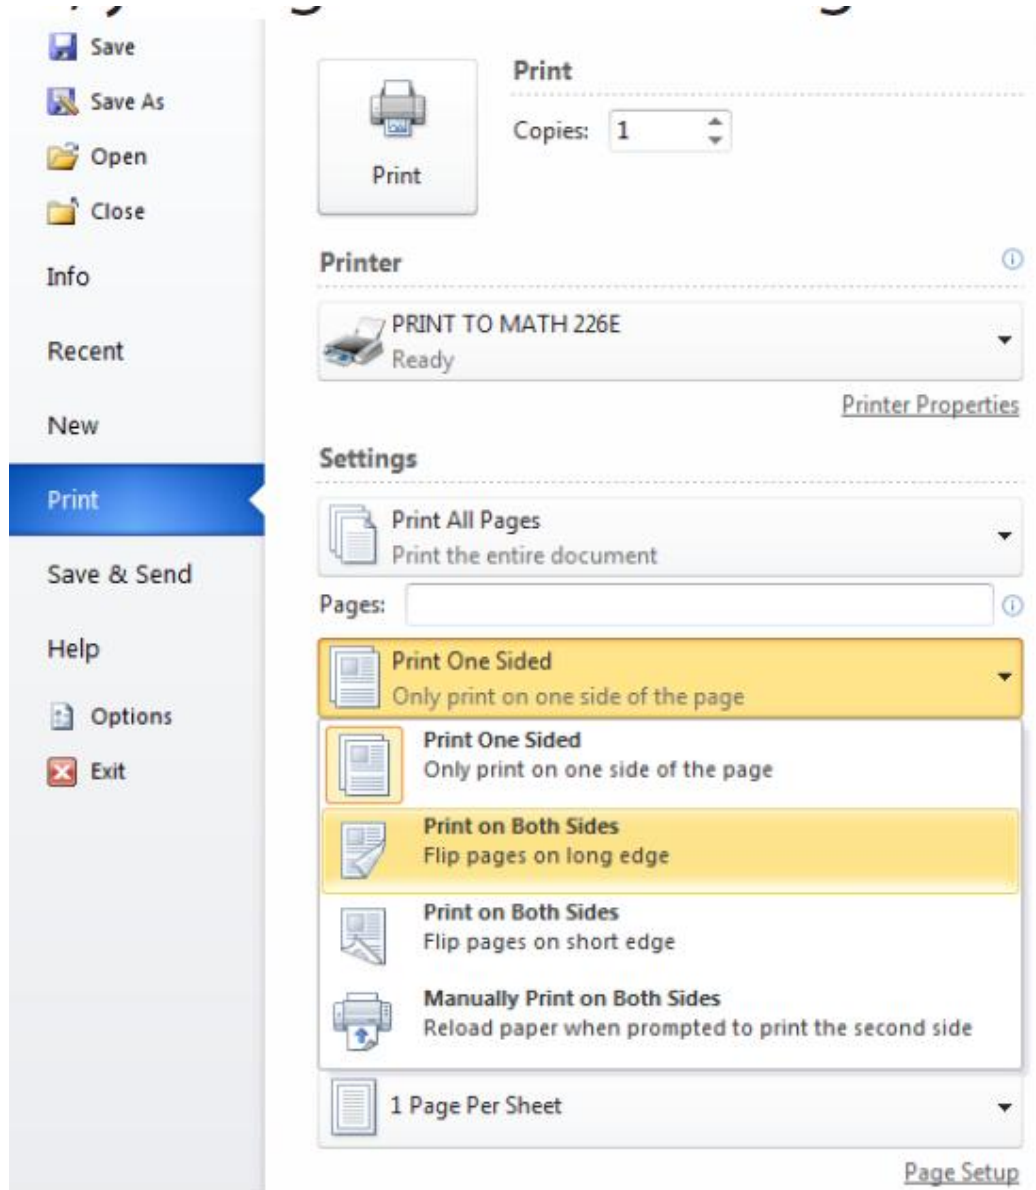 Save
Save As
Open
Close
Info
Recent
New
Print
Save & Send
Help
Options
Exit
Print
Print
Copies: 1
Printer
PRINT TO MATH 226E
Ready
Printer Properties
Settings
Print All Pages
Print the entire document
Pages:
Print One Sided
Only print on one side of the page
Print One Sided
Only print on one side of the page
Print on Both Sides
Flip pages on long edge
Print on Both Sides
Flip pages on short edge
Manually Print on Both Sides
Reload paper when prompted to print the second side
1 Page Per Sheet
Page Setup